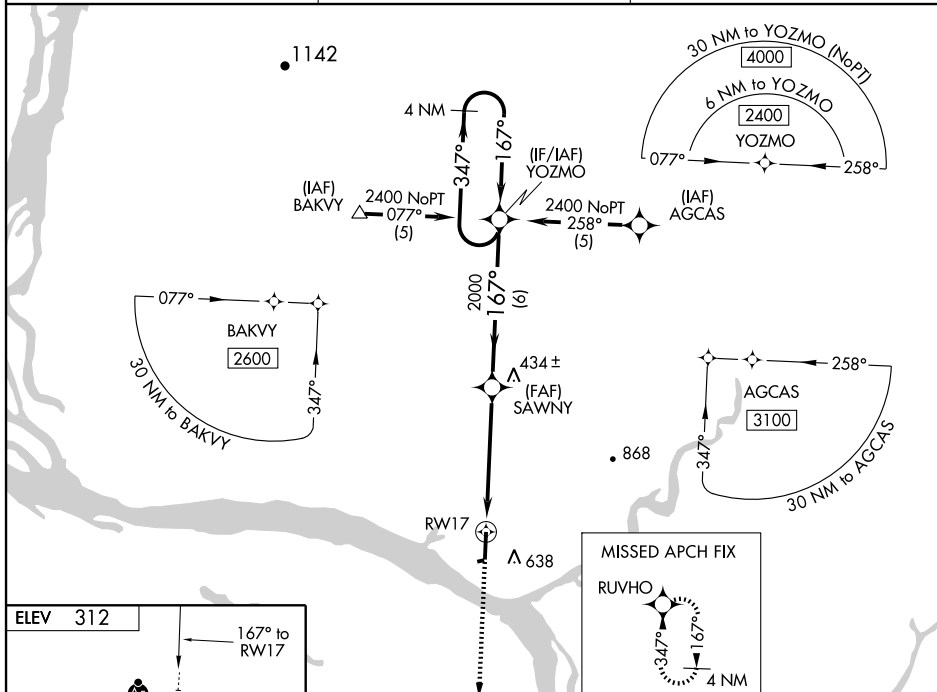 1142
30 NM to YOZMO (NoPT)
4000
6 NM to YOZMO
2400
YOZMO
077°
258°
4 NM
347°
167°
(IF/IAF)
YOZMO
(IAF)
BAKVY
2400 NoPT
077°
(5)
2400 NoPT
258°
(5)
(IAF)
AGCAS
2000
167°
(6)
077°
BAKVY
2600
347°
30 NM to BAKVY
434 ±
(FAF)
SAWNY
258°
AGCAS
3100
347°
30 NM to AGCAS
868
RW17
638
MISSED APCH FIX
RUVHO
347°
167°
4 NM
ELEV 312
167° to
RW17